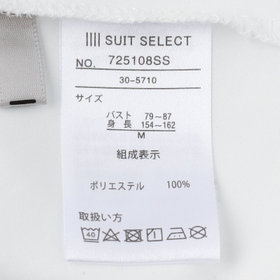 SUIT SELECT
NO. 725108SS
30-5710
サイズ
バスト 79~87
身長 154~162
M
組成表示
ポリエステル 100%
取扱い方
40